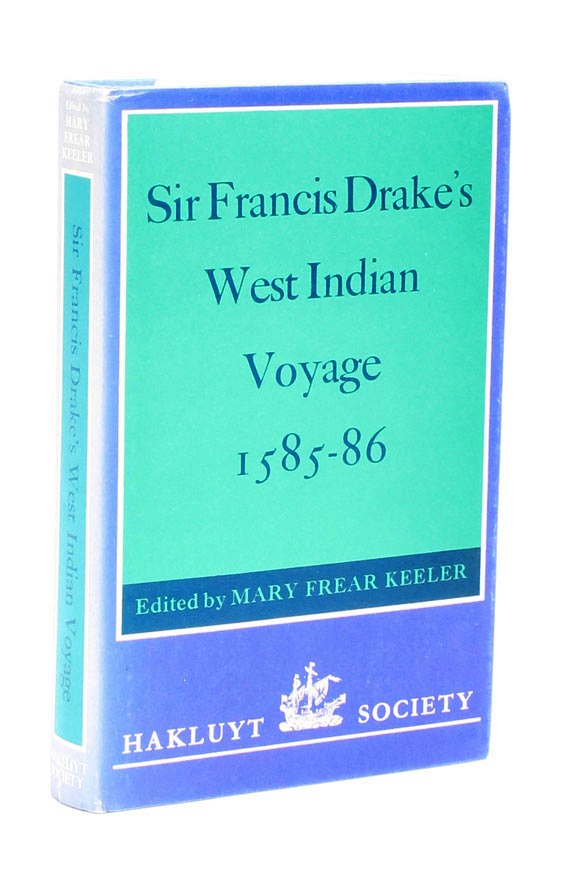 Sir Francis Drake's
West Indian
Voyage
1585-86
Edited by MARY FREAR KEELER
HAKLUYT SOCIETY
Edited by
MARY
FREAR
KEELER
Sir Francis Drake's West Indian Voyage
HAKLUYT
SOCIETY